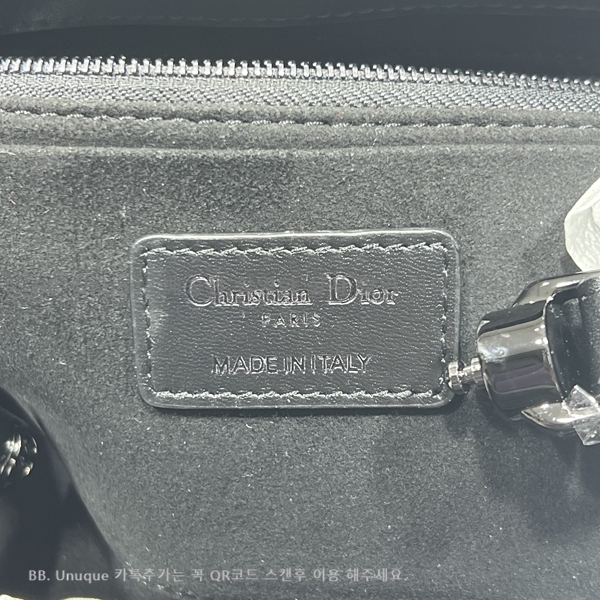 Christian Dior
PARIS
MADE IN ITALY
BB. Unuque 카톡추가는 꼭 QR코드 스캔후 이용 해주세요.